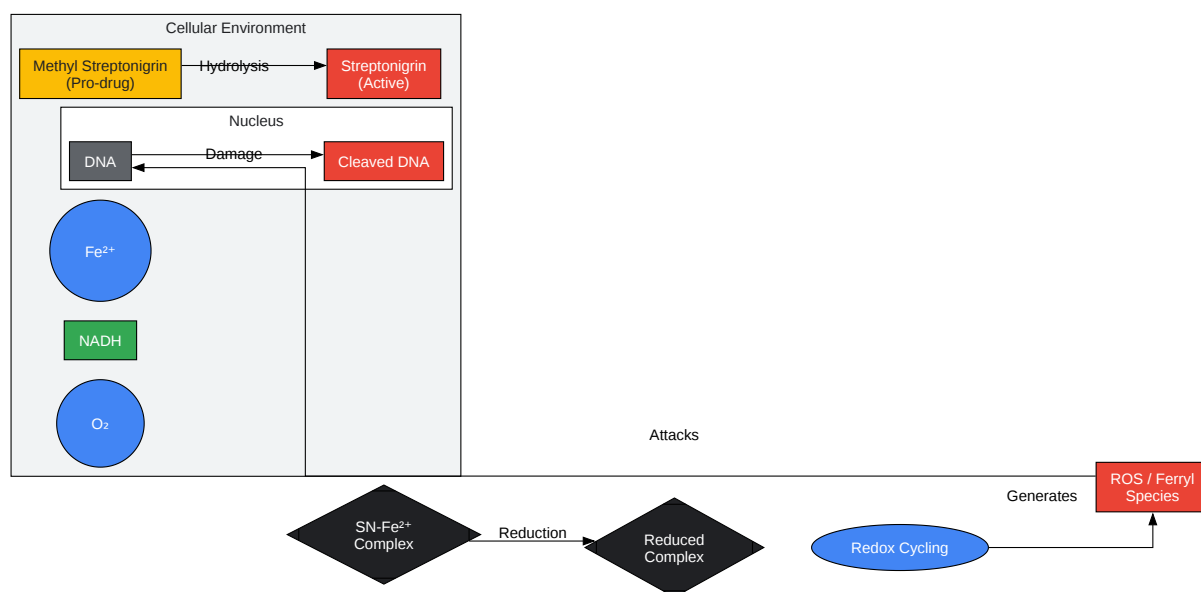 Cellular Environment
Methyl Streptonigrin
(Pro-drug)
Hydrolysis
Streptonigrin
(Active)
Nucleus
DNA
Damage
Cleaved DNA
Fe²⁺
NADH
O₂
Attacks
ROS / Ferryl
Species
Generates
SN-Fe²⁺
Complex
Reduction
Reduced
Complex
Redox Cycling